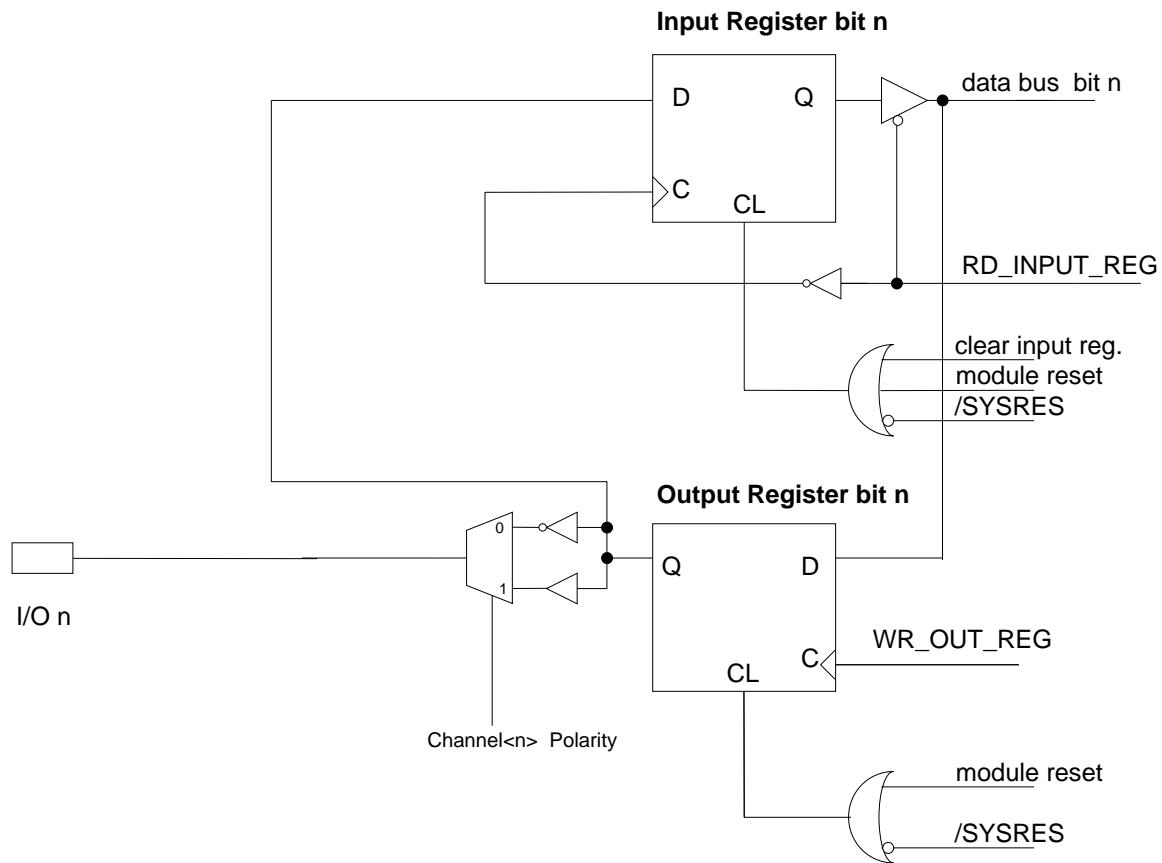 Input Register bit n
data bus bit n
D
Q
C
CL
RD_INPUT_REG
clear input reg.
module reset
/SYSRES
Output Register bit n
0
1
I/O n
Q
D
WR_OUT_REG
C
CL
Channel<n> Polarity
module reset
/SYSRES